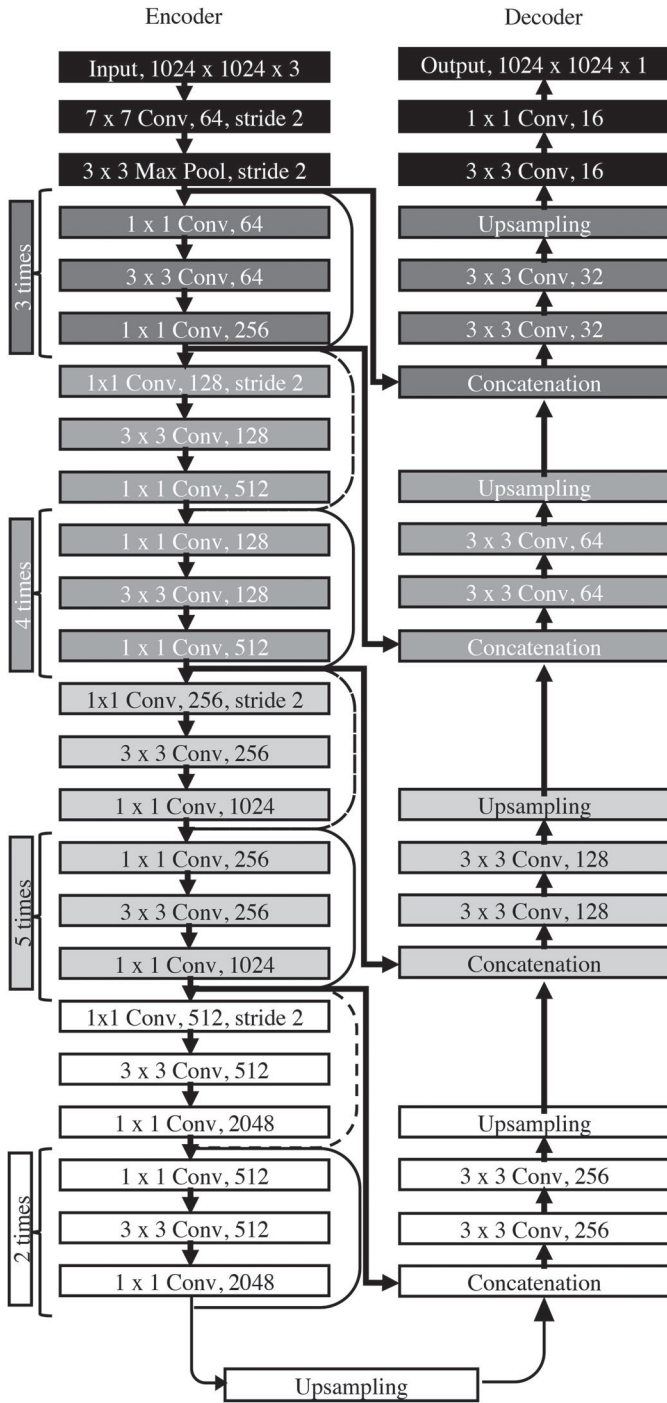 Encoder
Input, 1024 x 1024 x 3
7 x 7 Conv, 64, stride 2
3 x 3 Max Pool, stride 2
3 times
1 x 1 Conv, 64
3 x 3 Conv, 64
1 x 1 Conv, 256
1x1 Conv, 128, stride 2
3 x 3 Conv, 128
1 x 1 Conv, 512
4 times
1 x 1 Conv, 128
3 x 3 Conv, 128
1 x 1 Conv, 512
1x1 Conv, 256, stride 2
3 x 3 Conv, 256
1 x 1 Conv, 1024
5 times
1 x 1 Conv, 256
3 x 3 Conv, 256
1 x 1 Conv, 1024
1x1 Conv, 512, stride 2
3 x 3 Conv, 512
1 x 1 Conv, 2048
2 times
1 x 1 Conv, 512
3 x 3 Conv, 512
1 x 1 Conv, 2048
Upsampling
Decoder
Output, 1024 x 1024 x 1
1 x 1 Conv, 16
3 x 3 Conv, 16
Upsampling
3 x 3 Conv, 32
3 x 3 Conv, 32
Concatenation
Upsampling
3 x 3 Conv, 64
3 x 3 Conv, 64
Concatenation
Upsampling
3 x 3 Conv, 128
3 x 3 Conv, 128
Concatenation
Upsampling
3 x 3 Conv, 256
3 x 3 Conv, 256
Concatenation